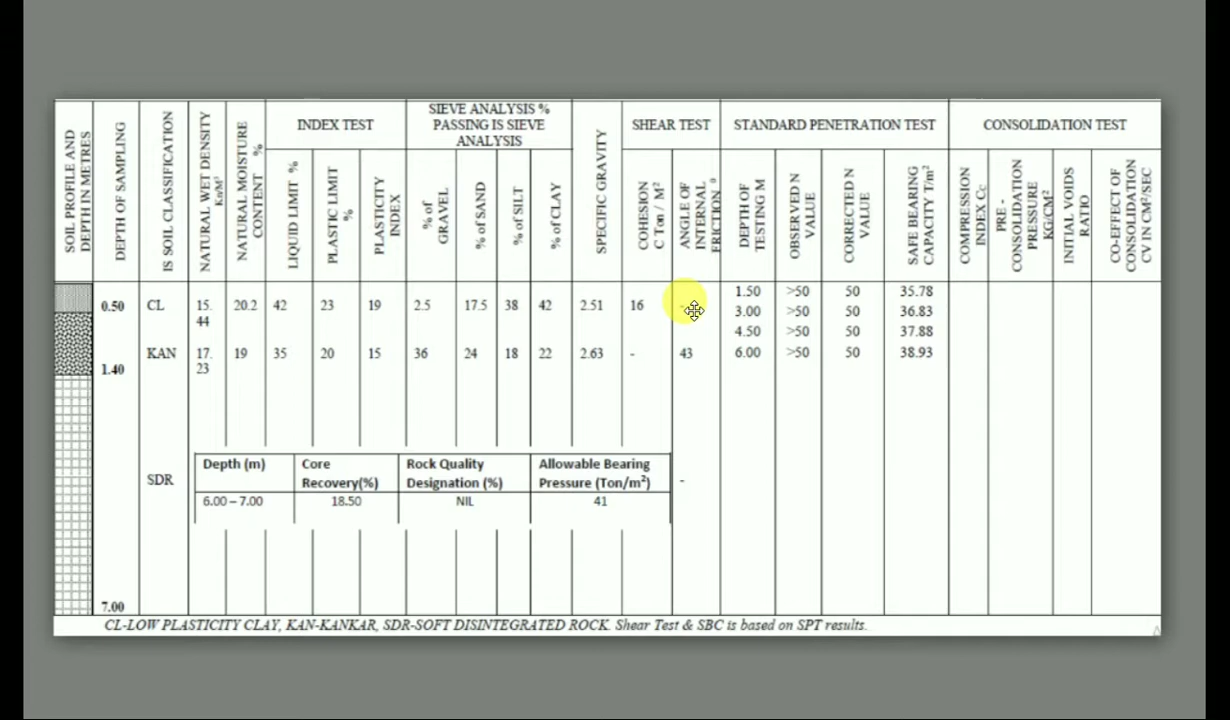 SOIL PROFILE AND DEPTH IN METRES
DEPTH OF SAMPLING
IS SOIL CLASSIFICATION
NATURAL WET DENSITY Kn/M³
NATURAL MOISTURE CONTENT %
INDEX TEST
LIQUID LIMIT %
PLASTIC LIMIT %
PLASTICITY INDEX
SIEVE ANALYSIS %
PASSING IS SIEVE
ANALYSIS
% of GRAVEL
% of SAND
% of SILT
% of CLAY
SPECIFIC GRAVITY
SHEAR TEST
COHESION C Ton / M²
ANGLE OF INTERNAL FRICTION ⁰
STANDARD PENETRATION TEST
DEPTH OF TESTING M
OBSERVED N VALUE
CORRECTED N VALUE
SAFE BEARING CAPACITY T/m²
CONSOLIDATION TEST
COMPRESSION INDEX Cc
PRE - CONSOLIDATION PRESSURE KG/CM²
INITIAL VOIDS RATIO
CO-EFFECT OF CONSOLIDATION CV IN CM²/SEC
0.50 CL 15.44 20.2 42 23 19 2.5 17.5 38 42 2.51 16 -
1.50 >50 50 35.78
3.00 >50 50 36.83
4.50 >50 50 37.88
6.00 >50 50 38.93
KAN 17.23 19 35 20 15 36 24 18 22 2.63 - 43
1.40
SDR -
Depth (m) Core Recovery(%) Rock Quality Designation (%) Allowable Bearing Pressure (Ton/m²)
6.00 – 7.00 18.50 NIL 41
7.00
CL-LOW PLASTICITY CLAY, KAN-KANKAR, SDR-SOFT DISINTEGRATED ROCK. Shear Test & SBC is based on SPT results.